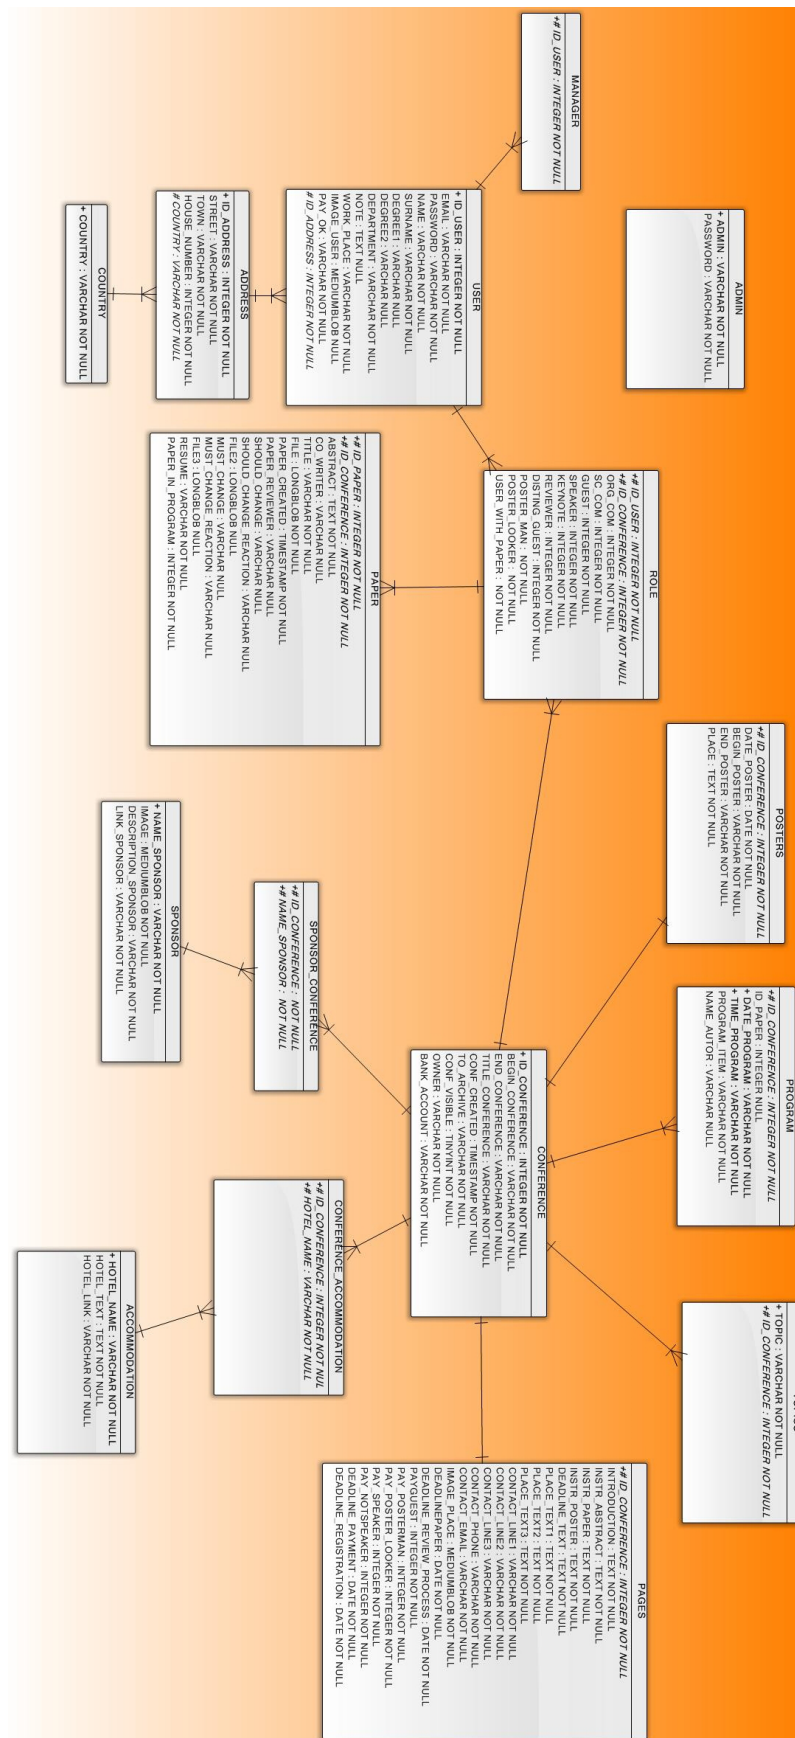 MANAGER
+# ID_USER : INTEGER NOT NULL
ADMIN
+ ADMIN : VARCHAR NOT NULL
PASSWORD : VARCHAR NOT NULL
USER
+ ID_USER : INTEGER NOT NULL
EMAIL : VARCHAR NOT NULL
PASSWORD : VARCHAR NOT NULL
NAME : VARCHAR NOT NULL
SURNAME : VARCHAR NOT NULL
DEGREE1 : VARCHAR NULL
DEGREE2 : VARCHAR NULL
DEPARTMENT : VARCHAR NOT NULL
NOTE : TEXT NULL
WORK_PLACE : VARCHAR NOT NULL
IMAGE_USER : MEDIUMBLOB NULL
PAY_OK : VARCHAR NOT NULL
# ID_ADDRESS : INTEGER NOT NULL
ADDRESS
+ ID_ADDRESS : INTEGER NOT NULL
STREET : VARCHAR NOT NULL
TOWN : VARCHAR NOT NULL
HOUSE_NUMBER : INTEGER NOT NULL
# COUNTRY : VARCHAR NOT NULL
COUNTRY
+ COUNTRY : VARCHAR NOT NULL
ROLE
+# ID_USER : INTEGER NOT NULL
+# ID_CONFERENCE : INTEGER NOT NULL
ORG_COM : INTEGER NOT NULL
SC_COM : INTEGER NOT NULL
GUEST : INTEGER NOT NULL
SPEAKER : INTEGER NOT NULL
KEYNOTE : INTEGER NOT NULL
REVIEWER : INTEGER NOT NULL
DISTING_GUEST : INTEGER NOT NULL
POSTER_MAN : NOT NULL
POSTER_LOOKER : NOT NULL
USER_WITH_PAPER : NOT NULL
PAPER
+# ID_PAPER : INTEGER NOT NULL
+# ID_CONFERENCE : INTEGER NOT NULL
ABSTRACT : TEXT NOT NULL
CO_WRITER : VARCHAR NULL
TITLE : VARCHAR NOT NULL
FILE : LONGBLOB NOT NULL
PAPER_CREATED : TIMESTAMP NOT NULL
PAPER_REVIEWER : VARCHAR NULL
SHOULD_CHANGE : VARCHAR NULL
SHOULD_CHANGE_REACTION : VARCHAR NULL
FILE2 : LONGBLOB NULL
MUST_CHANGE : VARCHAR NULL
MUST_CHANGE_REACTION : VARCHAR NULL
FILE3 : LONGBLOB NULL
RESUME : VARCHAR NOT NULL
PAPER_IN_PROGRAM : INTEGER NOT NULL
POSTERS
+# ID_CONFERENCE : INTEGER NOT NULL
DATE_POSTER : DATE NOT NULL
BEGIN_POSTER : VARCHAR NOT NULL
END_POSTER : VARCHAR NOT NULL
PLACE : TEXT NOT NULL
SPONSOR_CONFERENCE
+# ID_CONFERENCE : NOT NULL
+# NAME_SPONSOR : NOT NULL
SPONSOR
+ NAME_SPONSOR : VARCHAR NOT NULL
IMAGE : MEDIUMBLOB NOT NULL
DESCRIPTION_SPONSOR : VARCHAR NOT NULL
LINK_SPONSOR : VARCHAR NOT NULL
PROGRAM
+# ID_CONFERENCE : INTEGER NOT NULL
ID_PAPER : INTEGER NULL
+ DATE_PROGRAM : VARCHAR NOT NULL
+ TIME_PROGRAM : VARCHAR NOT NULL
PROGRAM_ITEM : VARCHAR NOT NULL
NAME_AUTOR : VARCHAR NULL
CONFERENCE
+ ID_CONFERENCE : INTEGER NOT NULL
BEGIN_CONFERENCE : VARCHAR NOT NULL
END_CONFERENCE : VARCHAR NOT NULL
TITLE_CONFERENCE : VARCHAR NOT NULL
CONF_CREATED : TIMESTAMP NOT NULL
TO_ARCHIVE : VARCHAR NOT NULL
CONF_VISIBLE : TINYINT NOT NULL
OWNER : VARCHAR NOT NULL
BANK_ACCOUNT : VARCHAR NOT NULL
CONFERENCE_ACCOMMODATION
+# ID_CONFERENCE : INTEGER NOT NUL
+# HOTEL_NAME : VARCHAR NOT NULL
ACCOMMODATION
+ HOTEL_NAME : VARCHAR NOT NULL
HOTEL_TEXT : TEXT NOT NULL
HOTEL_LINK : VARCHAR NOT NULL
+ TOPIC : VARCHAR NOT NULL
+# ID_CONFERENCE : INTEGER NOT NULL
PAGES
+# ID_CONFERENCE : INTEGER NOT NULL
INTRODUCTION : TEXT NOT NULL
INSTR_ABSTRACT : TEXT NOT NULL
INSTR_PAPER : TEXT NOT NULL
INSTR_POSTER : TEXT NOT NULL
DEADLINE_TEXT : TEXT NOT NULL
PLACE_TEXT1 : TEXT NOT NULL
PLACE_TEXT2 : TEXT NOT NULL
PLACE_TEXT3 : TEXT NOT NULL
CONTACT_LINE1 : VARCHAR NOT NULL
CONTACT_LINE2 : VARCHAR NOT NULL
CONTACT_LINE3 : VARCHAR NOT NULL
CONTACT_PHONE : VARCHAR NOT NULL
CONTACT_EMAIL : VARCHAR NOT NULL
IMAGE_PLACE : MEDIUMBLOB NOT NULL
DEADLINEPAPER : DATE NOT NULL
DEADLINE_REVIEW_PROCESS : DATE NOT NULL
PAYGUEST : INTEGER NOT NULL
PAY_POSTERMAN : INTEGER NOT NULL
PAY_POSTER_LOOKER : INTEGER NOT NULL
PAY_SPEAKER : INTEGER NOT NULL
PAY_NOTSPEAKER : INTEGER NOT NULL
DEADLINE_PAYMENT : DATE NOT NULL
DEADLINE_REGISTRATION : DATE NOT NULL